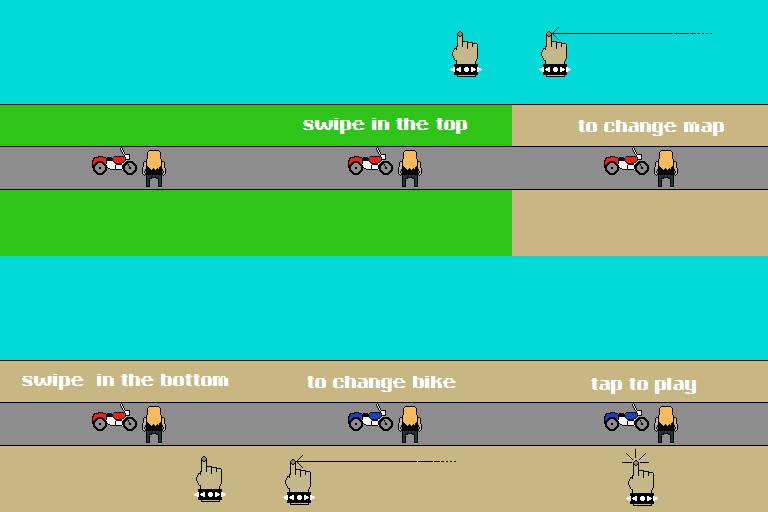 swipe in the top
to change map
swipe in the bottom
to change bike
tap to play